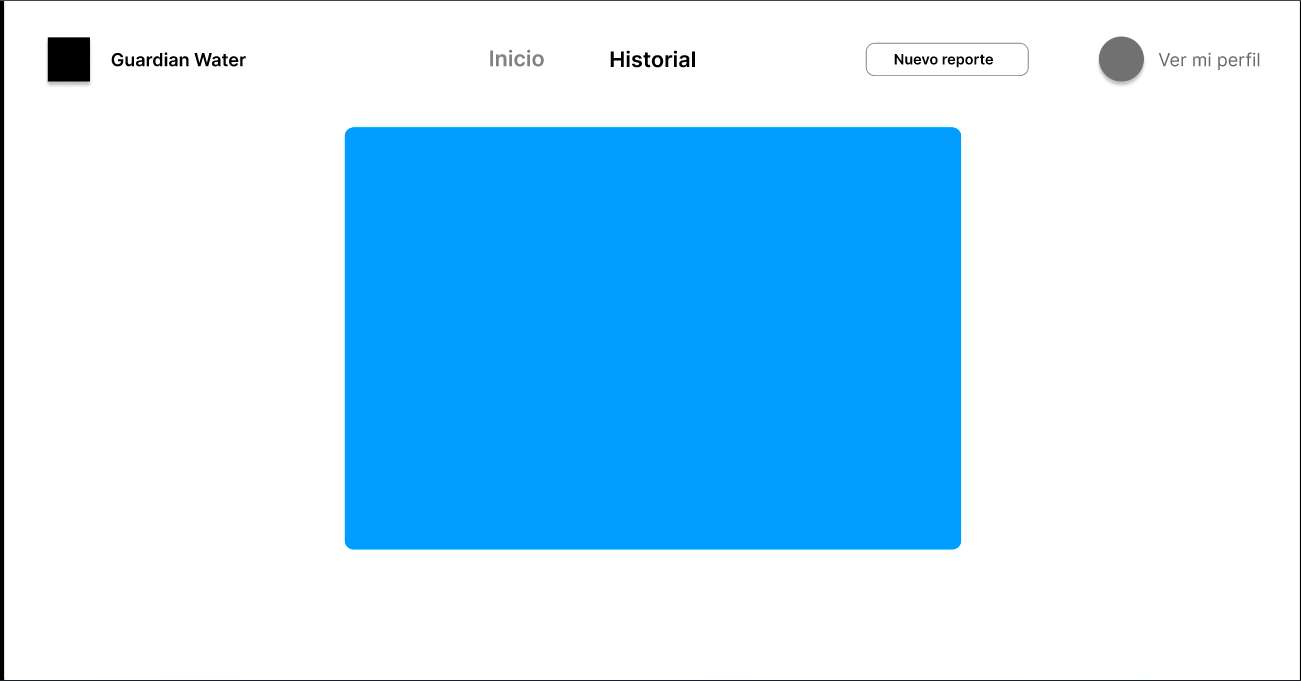 Guardian Water
Inicio
Historial
Nuevo reporte
Ver mi perfil